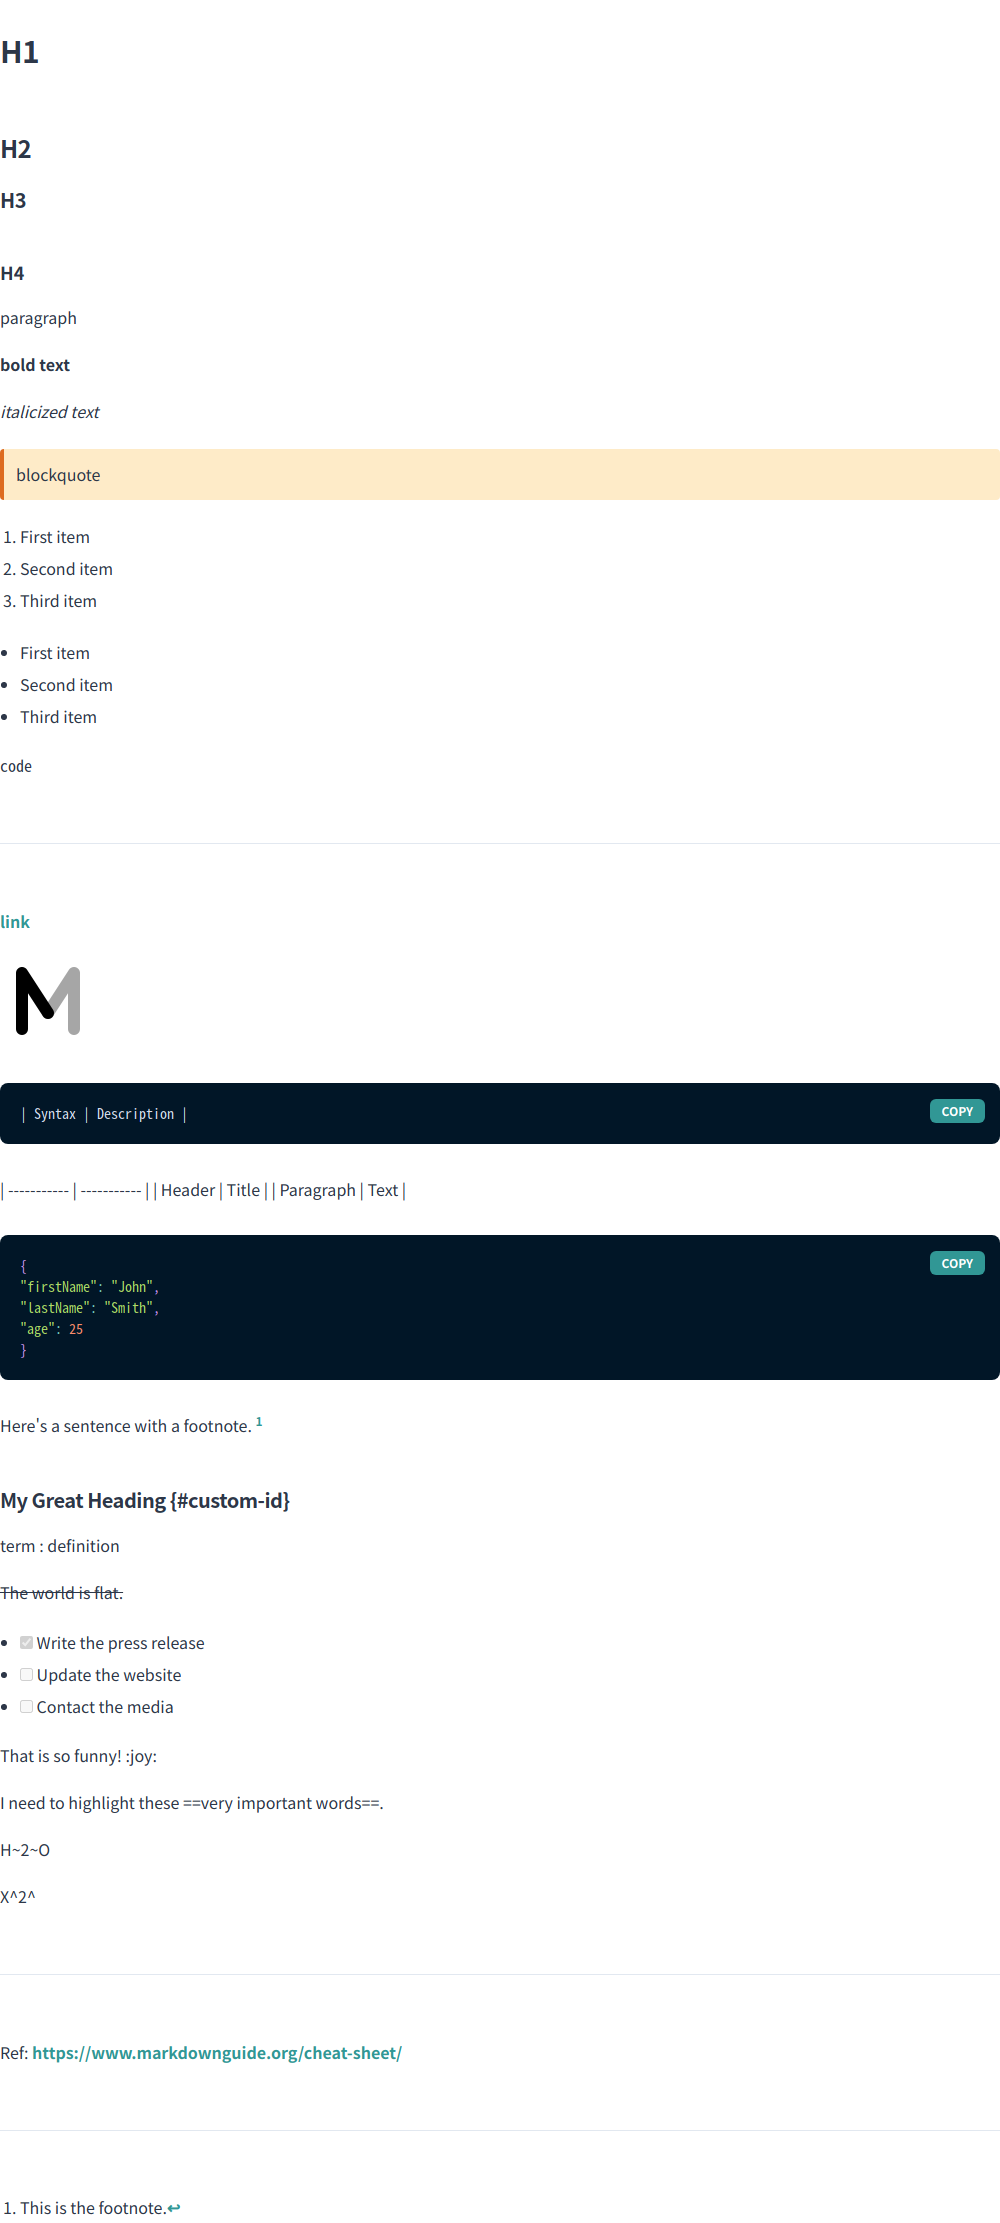 H1
H2
H3
H4
paragraph
bold text
italicized text
blockquote
1. First item
2. Second item
3. Third item
• First item
• Second item
• Third item
code
link
M
| Syntax | Description |
COPY
| ----------- | ----------- | | Header | Title | | Paragraph | Text |
{
COPY
"firstName": "John",
"lastName": "Smith",
"age": 25
}
Here's a sentence with a footnote. 1
My Great Heading {#custom-id}
term : definition
The world is flat.
• Write the press release
• Update the website
• Contact the media
That is so funny! :joy:
I need to highlight these ==very important words==.
H~2~O
X^2^
Ref: https://www.markdownguide.org/cheat-sheet/
1. This is the footnote.↩